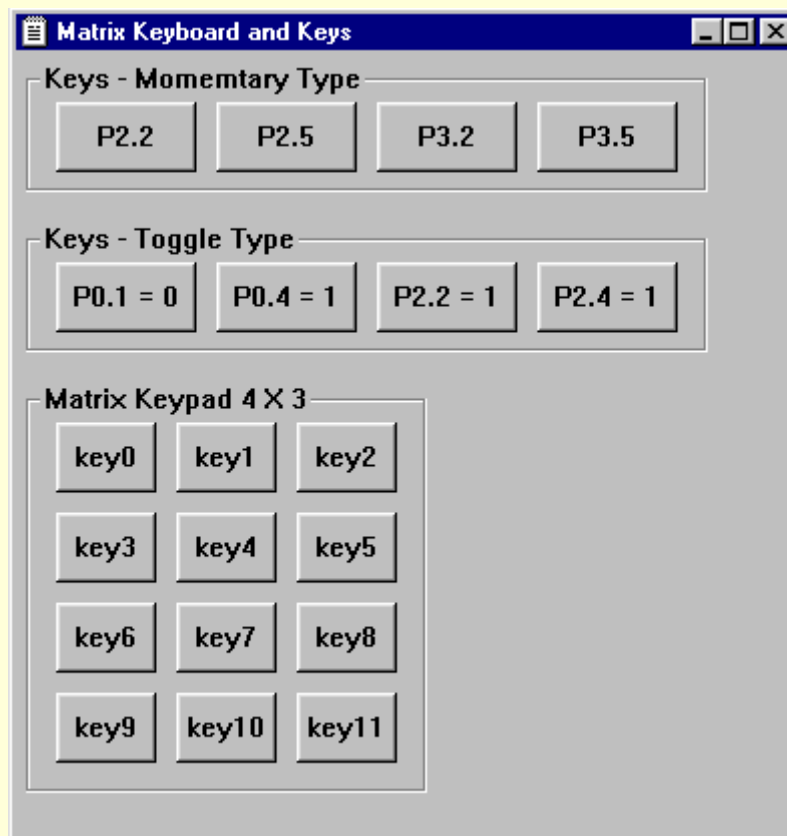 Matrix Keyboard and Keys
Keys - Momemtary Type
P2.2 P2.5 P3.2 P3.5
Keys - Toggle Type
P0.1 = 0 P0.4 = 1 P2.2 = 1 P2.4 = 1
Matrix Keypad 4 X 3
key0 key1 key2
key3 key4 key5
key6 key7 key8
key9 key10 key11